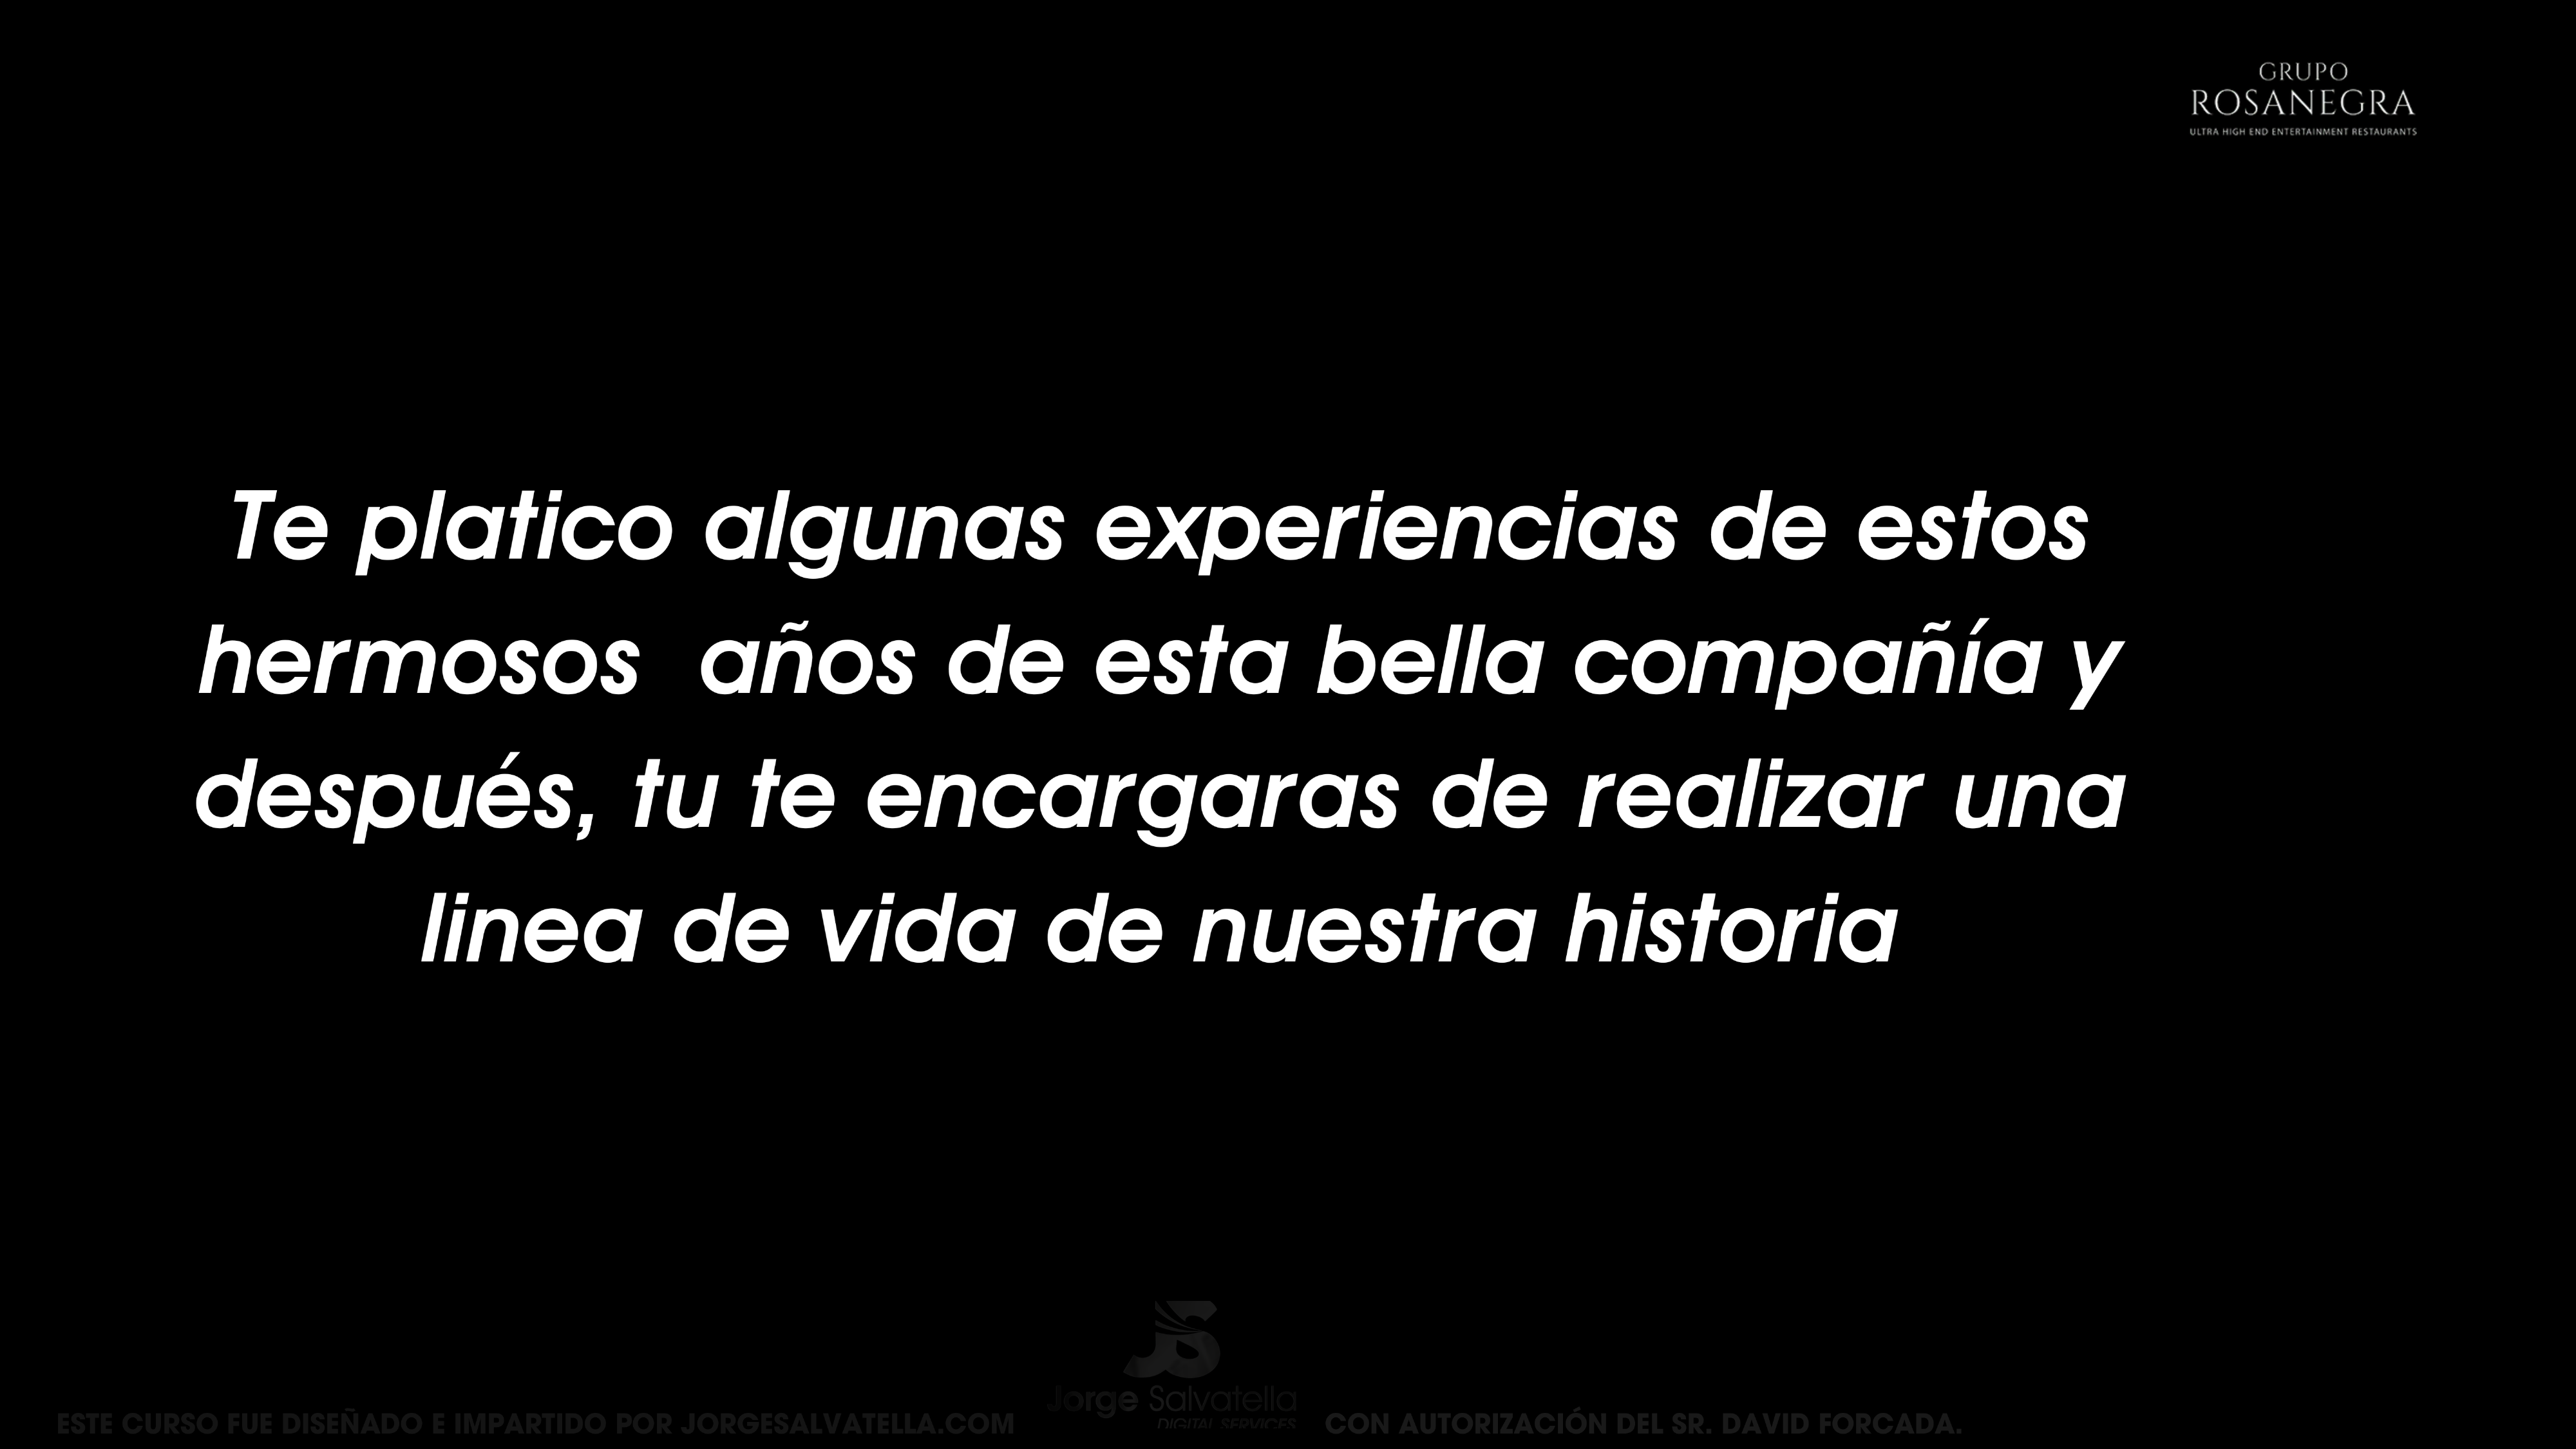 GRUPO
ROSANEGRA
ULTRA HIGH END ENTERTAINMENT RESTAURANTS
Te platico algunas experiencias de estos
hermosos  años de esta bella compañía y
después, tu te encargaras de realizar una
linea de vida de nuestra historia
JS
Jorge Salvatella
DIGITAL SERVICES
ESTE CURSO FUE DISEÑADO E IMPARTIDO POR JORGESALVATELLA.COM
CON AUTORIZACIÓN DEL SR. DAVID FORCADA.